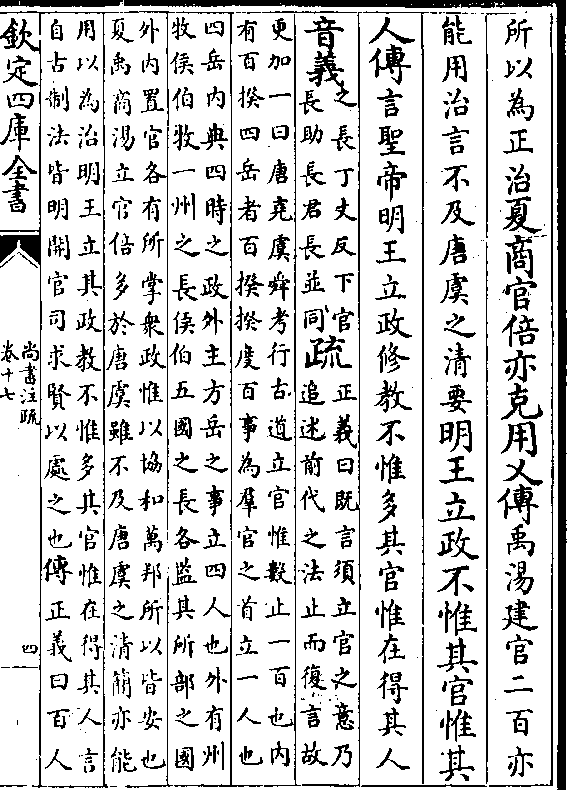 所以為正治夏商官倍亦克用乂傳禹湯建官二百亦
能用治言不及唐虞之清要明王立政不惟其官惟其
人傳言聖帝明王立政修教不惟多其官惟在得其人
音義之長丁丈反下官
長助長君長並同疏正義曰既言須立官之意乃
追述前代之法止而復言故
更加一曰唐堯虞舜考行古道立官惟數止一百也內
有百揆四岳者百揆揆度百事為羣官之首立一人也
四岳內典四時之政外主方岳之事立四人也外有州
牧侯伯牧一州之長侯伯五國之長各監其所部之國
外內置官各有所掌衆政惟以協和萬邦所以皆安也
夏禹商湯立官倍多於唐虞雖不及唐虞之清簡亦能
用以為治明王立其政教不惟多其官惟在得其人言
自古制法皆明開官司求賢以處之也傳正義曰百人
欽定四庫全書
尚書注疏
卷十七
四